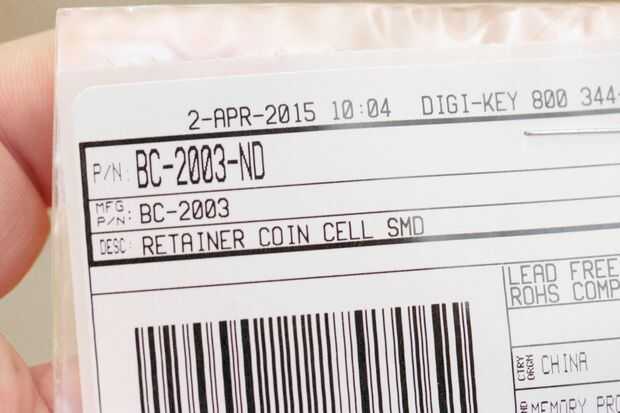 2-APR-2015 10:04 DIGI-KEY 800 344-
P/N: BC-2003-ND
MFG P/N: BC-2003
DESC: RETAINER COIN CELL SMD
LEAD FREE
ROHS COMP
CTRY ORGN CHINA
MEMORY PRO